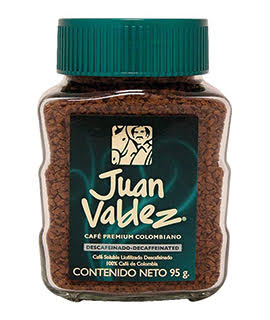 Juan
Valdez®
CAFÉ PREMIUM COLOMBIANO
DESCAFEINADO-DECAFFEINATED
Café Soluble Liofilizado Descafeinado
100% Café de Colombia
CONTENIDO NETO 95 g.